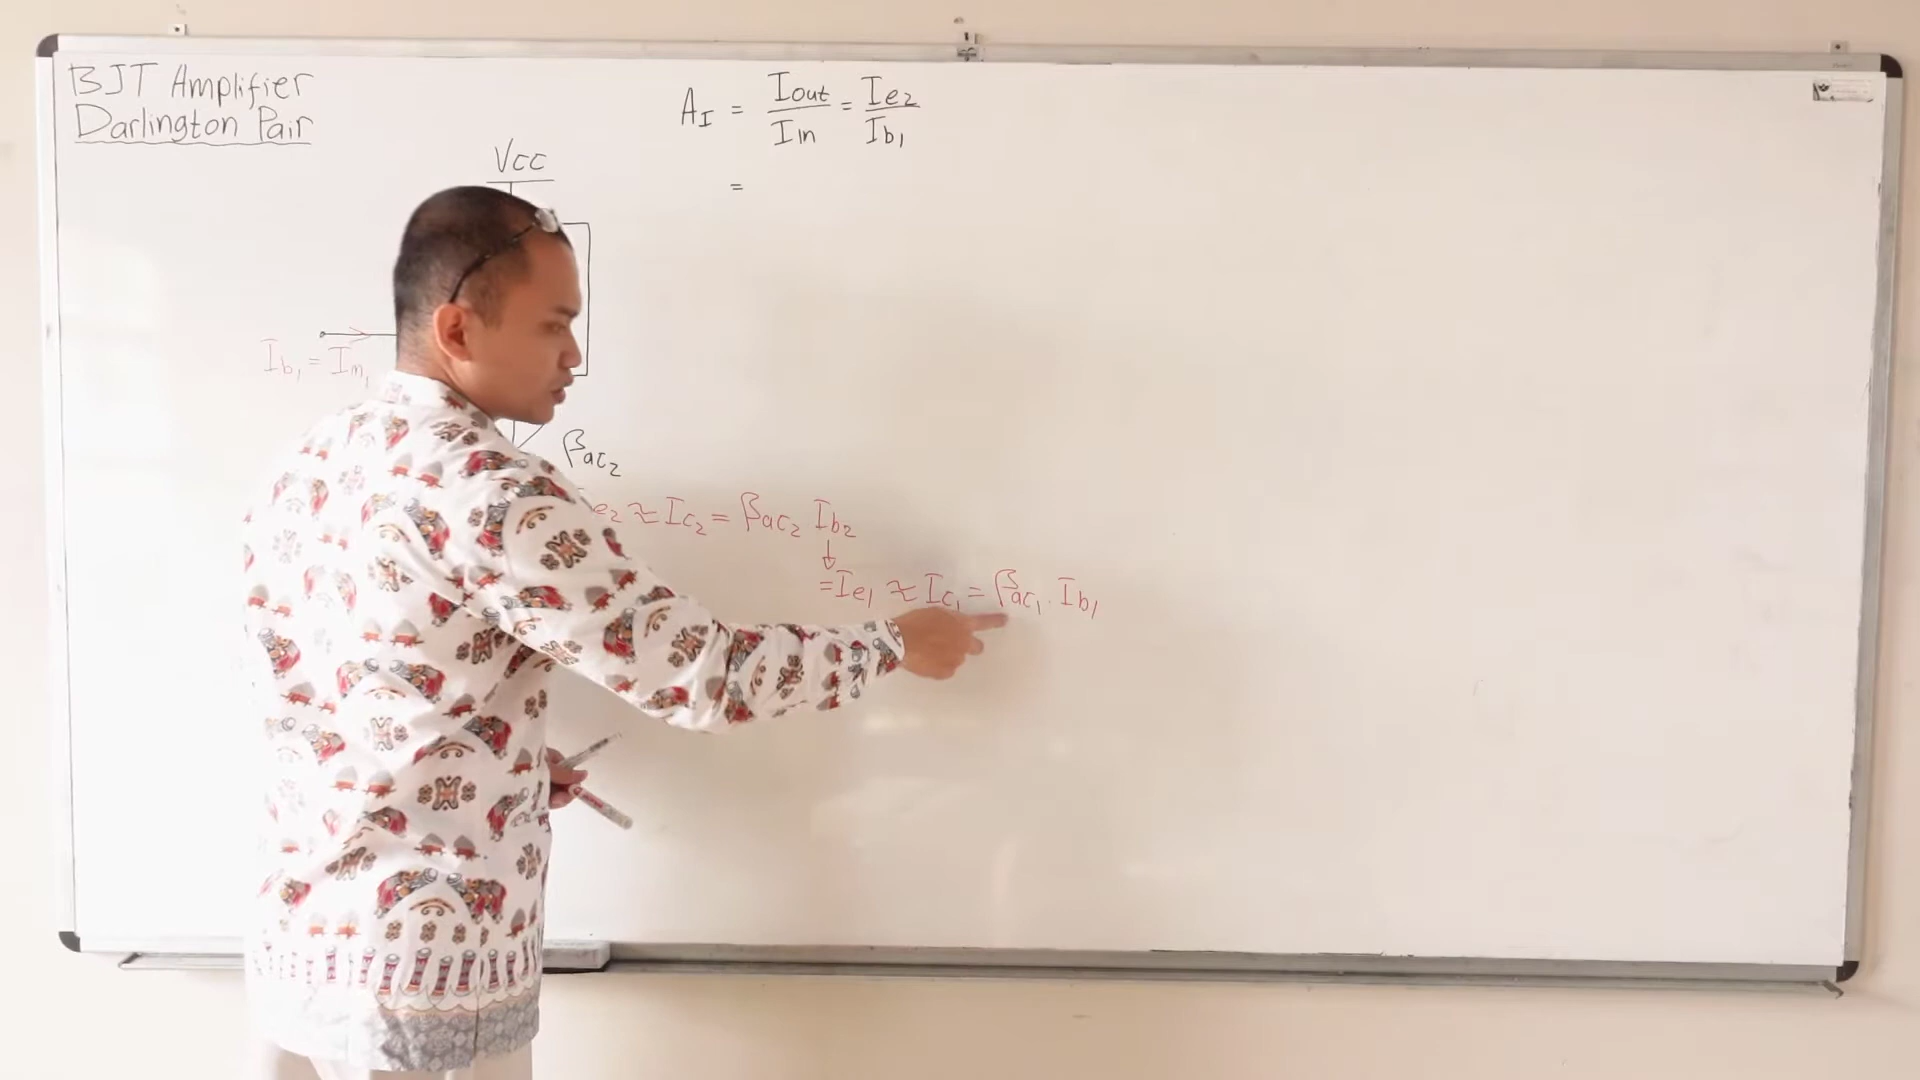 BJT Amplifier
Darlington Pair
A_I = Iout/Iin = Ie2/Ib1
=
VCC
Ib1 = Iin1
βac2
e2 ≈ Ic2 = βac2 Ib2
↓
= Ie1 ≈ Ic1 = βac1 . Ib1